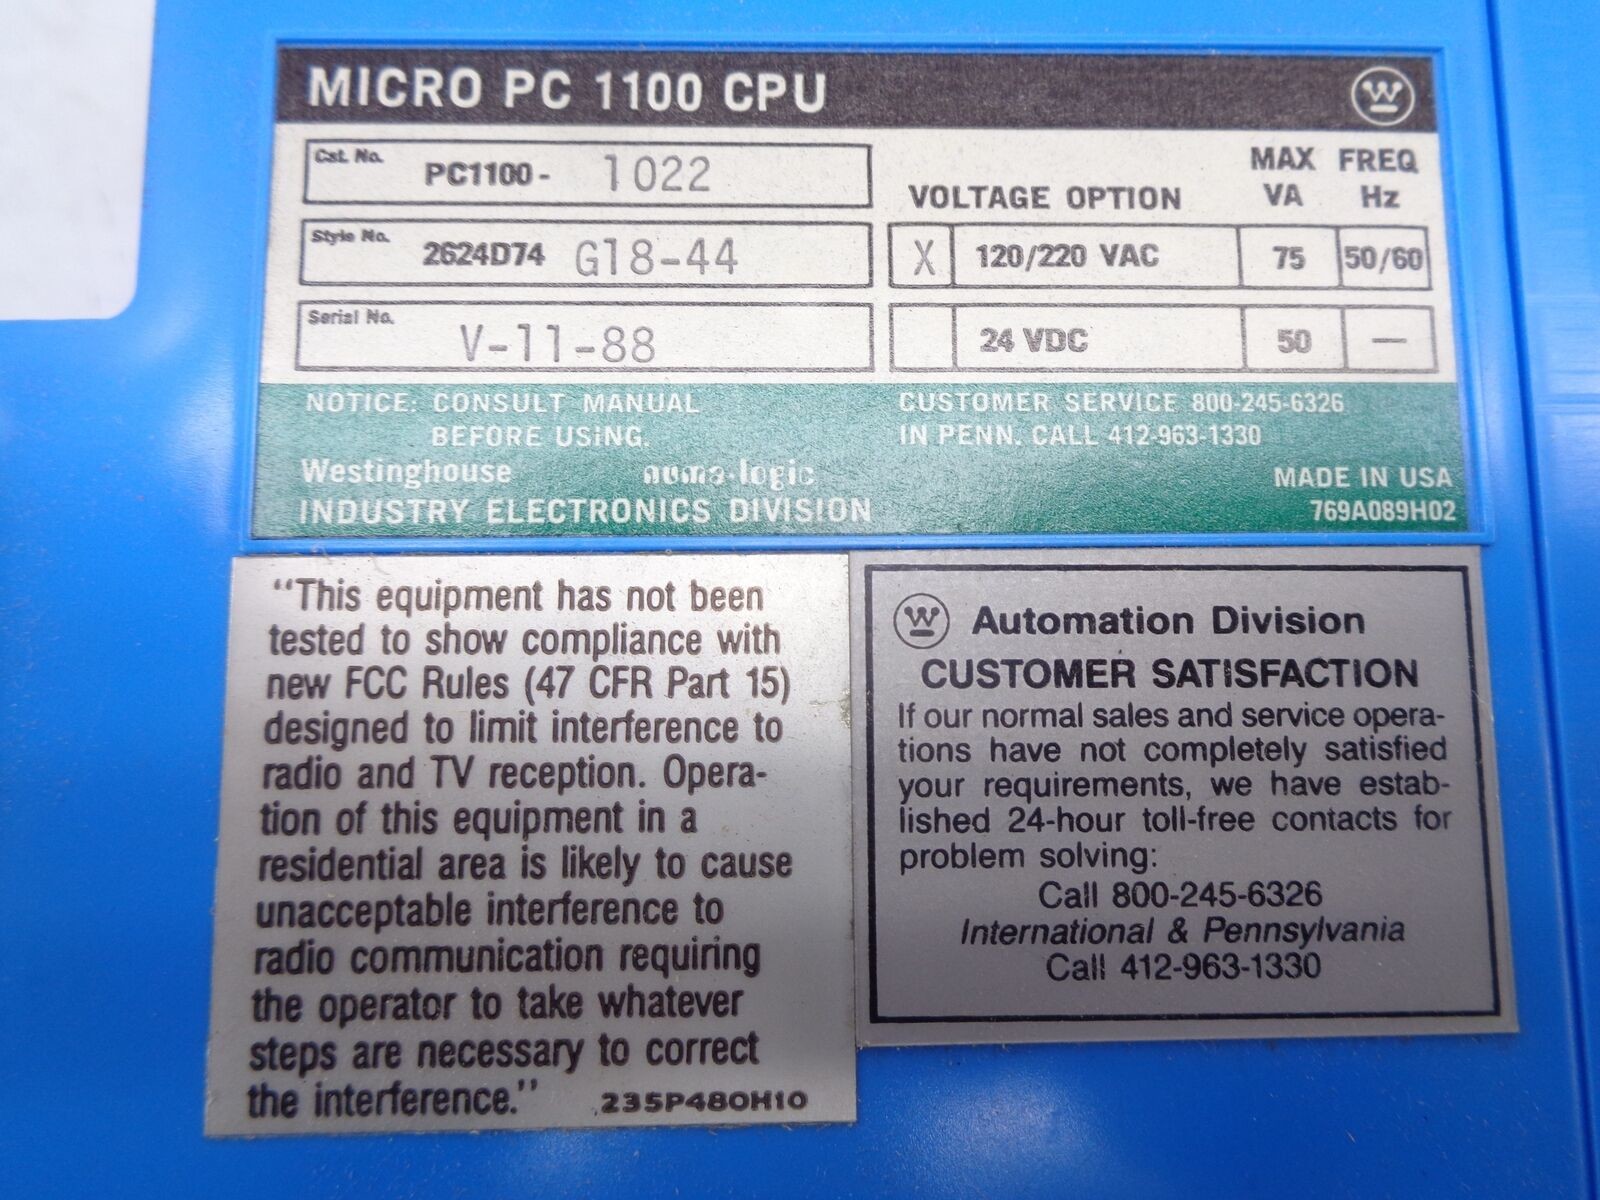 MICRO PC 1100 CPU
W
Cat. No. PC1100- 1022
Style No. 2624D74 G18-44
Serial No. V-11-88
VOLTAGE OPTION MAX VA FREQ Hz
X 120/220 VAC 75 50/60
24 VDC 50 —
NOTICE: CONSULT MANUAL
BEFORE USING.
Westinghouse numa-logic
INDUSTRY ELECTRONICS DIVISION
CUSTOMER SERVICE 800-245-6326
IN PENN. CALL 412-963-1330
MADE IN USA
769A089H02
“This equipment has not been
tested to show compliance with
new FCC Rules (47 CFR Part 15)
designed to limit interference to
radio and TV reception. Opera-
tion of this equipment in a
residential area is likely to cause
unacceptable interference to
radio communication requiring
the operator to take whatever
steps are necessary to correct
the interference.” 235P480H10
W Automation Division
CUSTOMER SATISFACTION
If our normal sales and service opera-
tions have not completely satisfied
your requirements, we have estab-
lished 24-hour toll-free contacts for
problem solving:
Call 800-245-6326
International & Pennsylvania
Call 412-963-1330